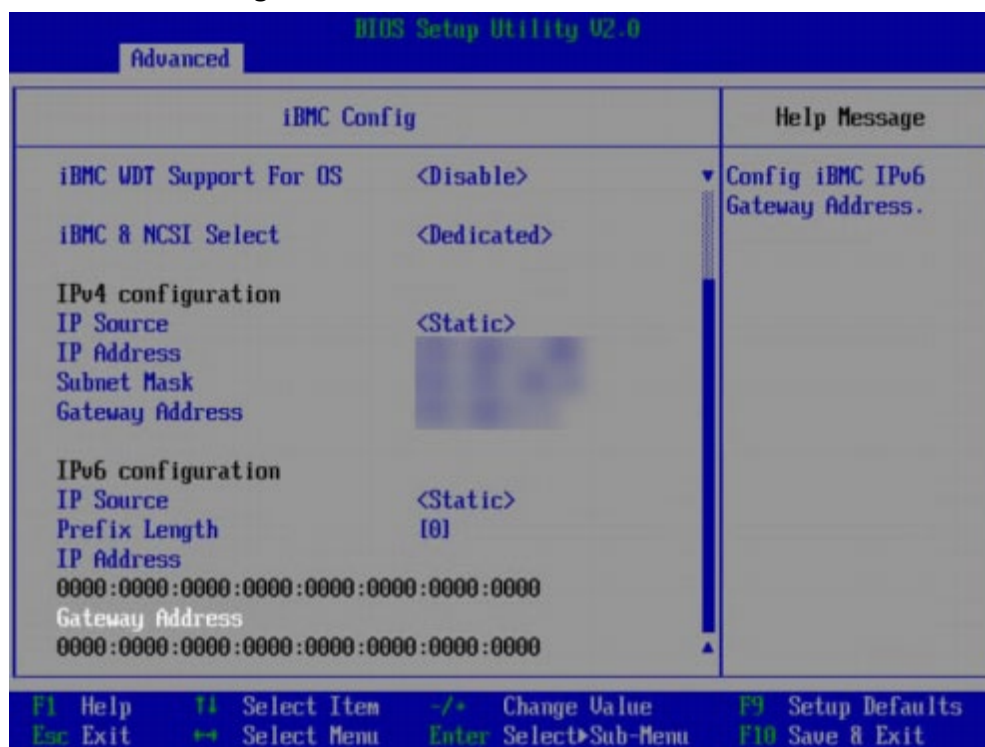 BIOS Setup Utility V2.0
Advanced
iBMC Config
Help Message
iBMC WDT Support For OS <Disable>
iBMC & NCSI Select <Dedicated>
IPv4 configuration
IP Source <Static>
IP Address
Subnet Mask
Gateway Address
IPv6 configuration
IP Source <Static>
Prefix Length [0]
IP Address
0000:0000:0000:0000:0000:0000:0000:0000
Gateway Address
0000:0000:0000:0000:0000:0000:0000:0000
Config iBMC IPv6
Gateway Address.
F1 Help ↑↓ Select Item -/+ Change Value F9 Setup Defaults
Esc Exit ↔ Select Menu Enter Select▶Sub-Menu F10 Save & Exit